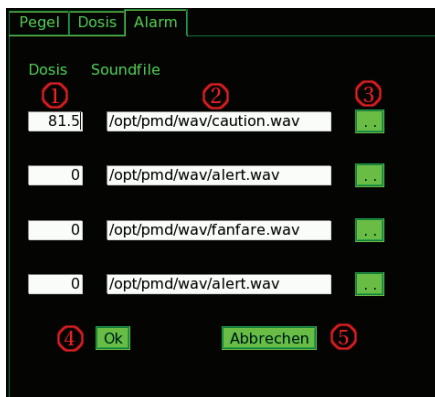 Pegel Dosis Alarm
Dosis Soundfile
① ② ③
81.5 /opt/pmd/wav/caution.wav ..
0 /opt/pmd/wav/alert.wav ..
0 /opt/pmd/wav/fanfare.wav ..
0 /opt/pmd/wav/alert.wav ..
④ Ok Abbrechen ⑤